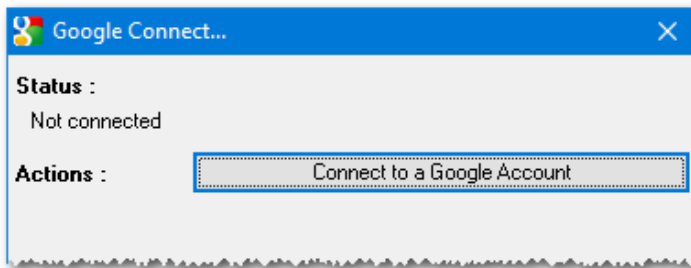 Google Connect...
Status :
Not connected
Actions :
Connect to a Google Account